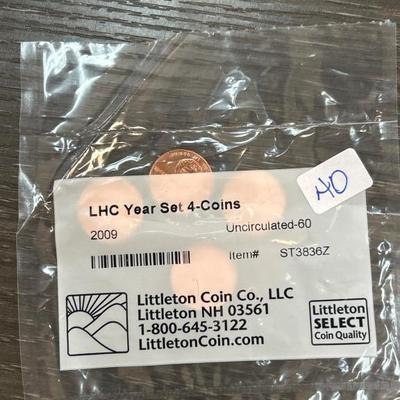 LHC Year Set 4-Coins
2009 Uncirculated-60
Item# ST3836Z
Littleton Coin Co., LLC
Littleton NH 03561
1-800-645-3122
LittletonCoin.com
Littleton
SELECT
Coin Quality